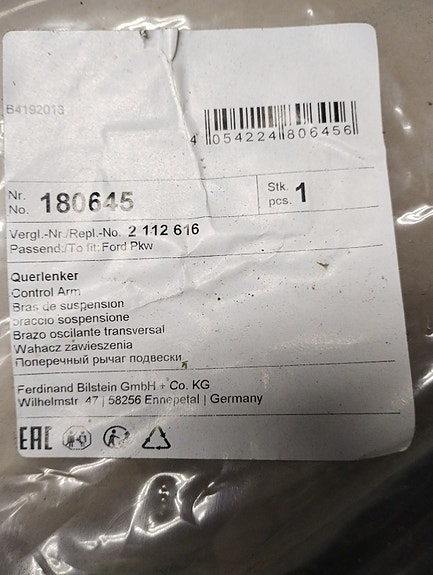 B4192013
4 054224 806456
Nr.
No. 180645
Stk.
pcs. 1
Vergl.-Nr./Repl.-No. 2 112 616
Passend:/To fit: Ford Pkw
Querlenker
Control Arm
Bras de suspension
braccio sospensione
Brazo oscilante transversal
Wahacz zawieszenia
Поперечный рычаг подвески
Ferdinand Bilstein GmbH + Co. KG
Wilhelmstr. 47 | 58256 Ennepetal | Germany
EAC